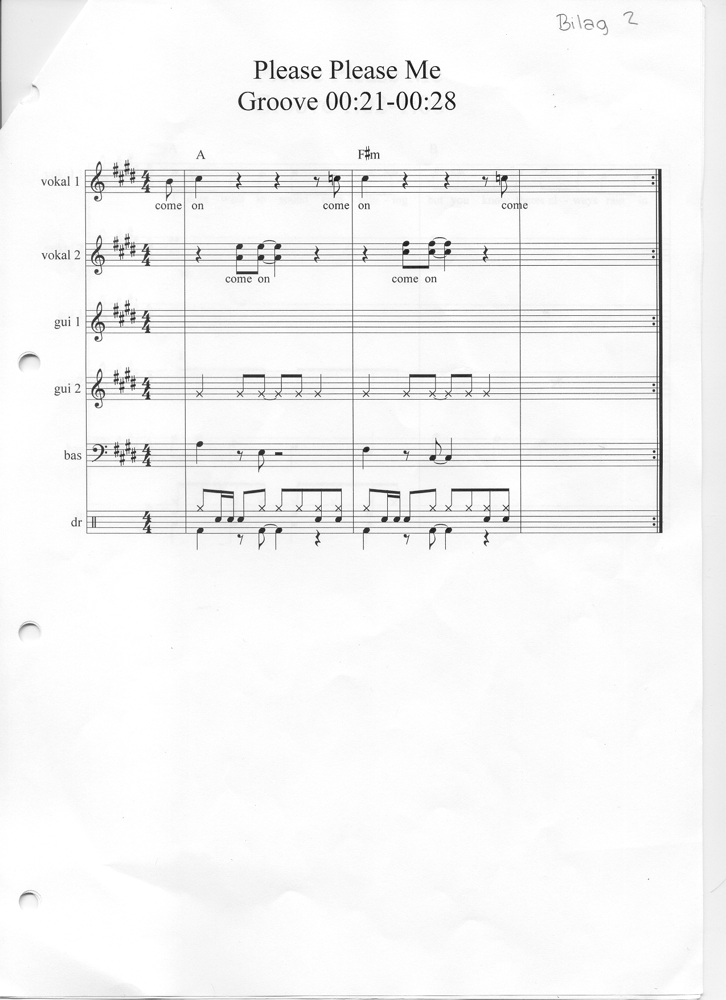 Bilag 2
Please Please Me
Groove 00:21-00:28
A F♯m
vokal 1
come on come on come
vokal 2
come on come on
gui 1
gui 2
bas
dr